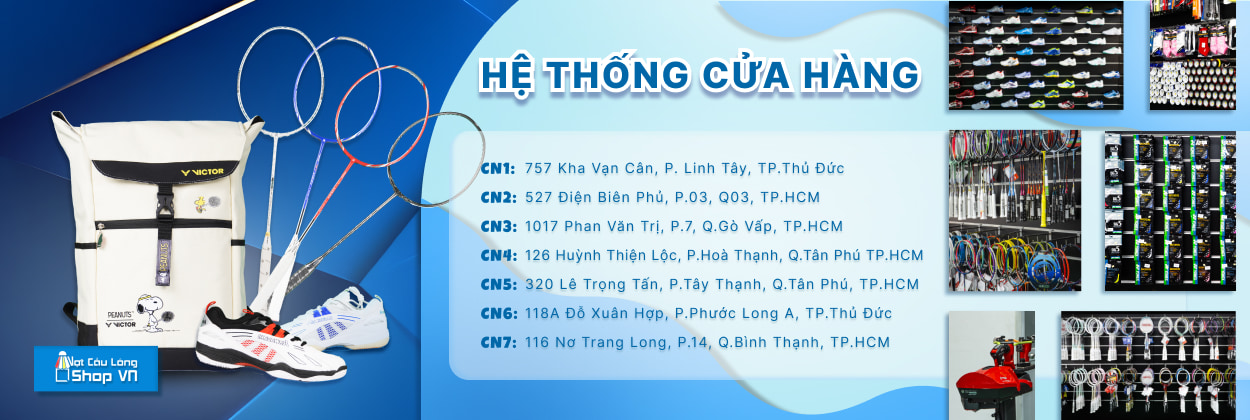 HỆ THỐNG CỬA HÀNG
CN1: 757 Kha Vạn Cân, P. Linh Tây, TP.Thủ Đức
CN2: 527 Điện Biên Phủ, P.03, Q03, TP.HCM
CN3: 1017 Phan Văn Trị, P.7, Q.Gò Vấp, TP.HCM
CN4: 126 Huỳnh Thiện Lộc, P.Hoà Thạnh, Q.Tân Phú TP.HCM
CN5: 320 Lê Trọng Tấn, P.Tây Thạnh, Q.Tân Phú, TP.HCM
CN6: 118A Đỗ Xuân Hợp, P.Phước Long A, TP.Thủ Đức
CN7: 116 Nơ Trang Long, P.14, Q.Bình Thạnh, TP.HCM
VICTOR
PEANUTS
PEANUTS
VICTOR
Vợt Cầu Lông
Shop VN